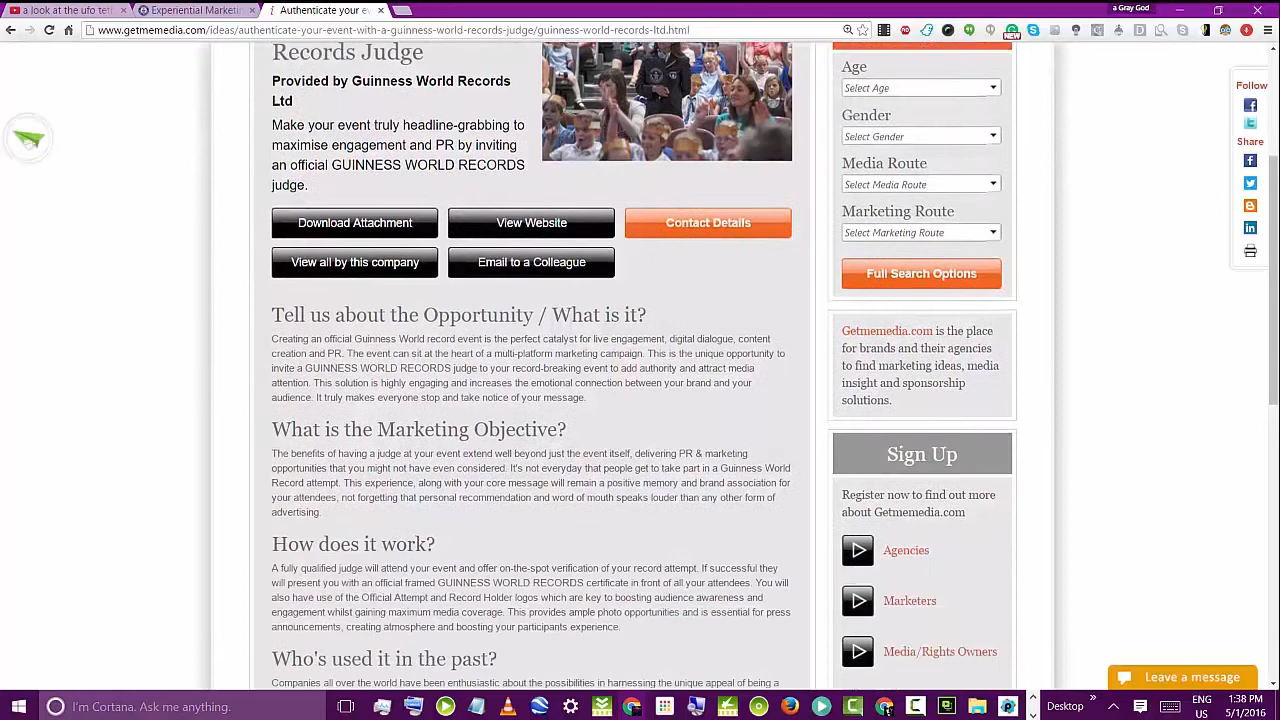 a look at the ufo teth
Experiential Marketin
Authenticate your ev
a Gray God
www.getmemedia.com/ideas/authenticate-your-event-with-a-guinness-world-records-judge/guinness-world-records-ltd.html
Records Judge
Provided by Guinness World Records
Ltd
Make your event truly headline-grabbing to
maximise engagement and PR by inviting
an official GUINNESS WORLD RECORDS
judge.
Download Attachment
View Website
Contact Details
View all by this company
Email to a Colleague
Tell us about the Opportunity / What is it?
Creating an official Guinness World record event is the perfect catalyst for live engagement, digital dialogue, content
creation and PR. The event can sit at the heart of a multi-platform marketing campaign. This is the unique opportunity to
invite a GUINNESS WORLD RECORDS judge to your record-breaking event to add authority and attract media
attention. This solution is highly engaging and increases the emotional connection between your brand and your
audience. It truly makes everyone stop and take notice of your message.
What is the Marketing Objective?
The benefits of having a judge at your event extend well beyond just the event itself, delivering PR & marketing
opportunities that you might not have even considered. It's not everyday that people get to take part in a Guinness World
Record attempt. This experience, along with your core message will remain a positive memory and brand association for
your attendees, not forgetting that personal recommendation and word of mouth speaks louder than any other form of
advertising.
How does it work?
A fully qualified judge will attend your event and offer on-the-spot verification of your record attempt. If successful they
will present you with an official framed GUINNESS WORLD RECORDS certificate in front of all your attendees. You will
also have use of the Official Attempt and Record Holder logos which are key to boosting audience awareness and
engagement whilst gaining maximum media coverage. This provides ample photo opportunities and is essential for press
announcements, creating atmosphere and boosting your participants experience.
Who's used it in the past?
Companies all over the world have been enthusiastic about the possibilities in harnessing the unique appeal of being a
Age
Select Age
Gender
Select Gender
Media Route
Select Media Route
Marketing Route
Select Marketing Route
Full Search Options
Getmemedia.com is the place
for brands and their agencies
to find marketing ideas, media
insight and sponsorship
solutions.
Sign Up
Register now to find out more
about Getmemedia.com
Agencies
Marketers
Media/Rights Owners
Follow
Share
Leave a message
I'm Cortana. Ask me anything.
Desktop
ENG
US
1:38 PM
5/1/2016